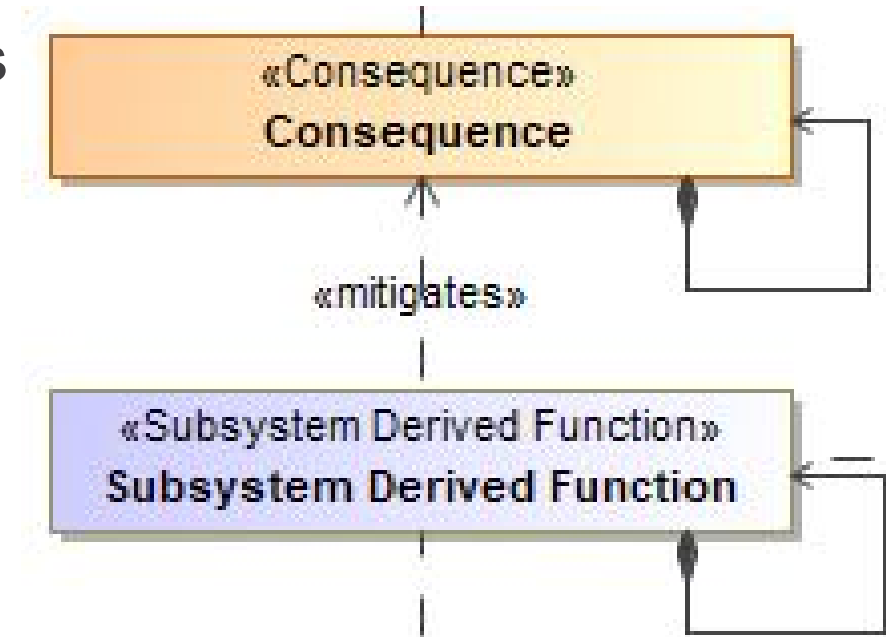 s
«Consequence»
Consequence
«mitigates»
«Subsystem Derived Function»
Subsystem Derived Function